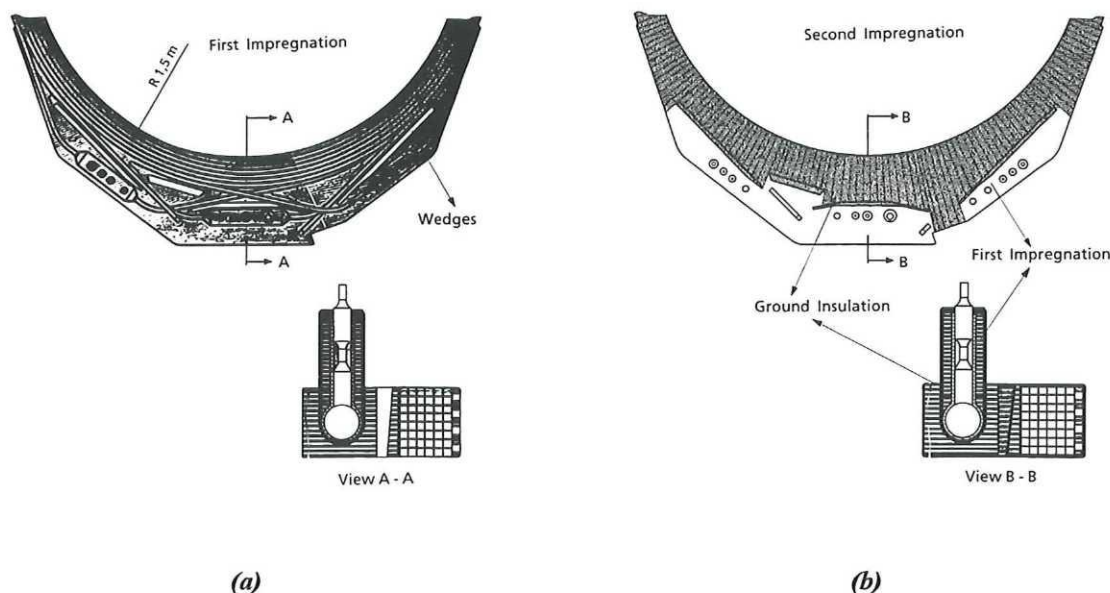 First Impregnation
R 1,5 m
A
Wedges
A
View A - A
(a)
Second Impregnation
B
B
First Impregnation
Ground Insulation
View B - B
(b)